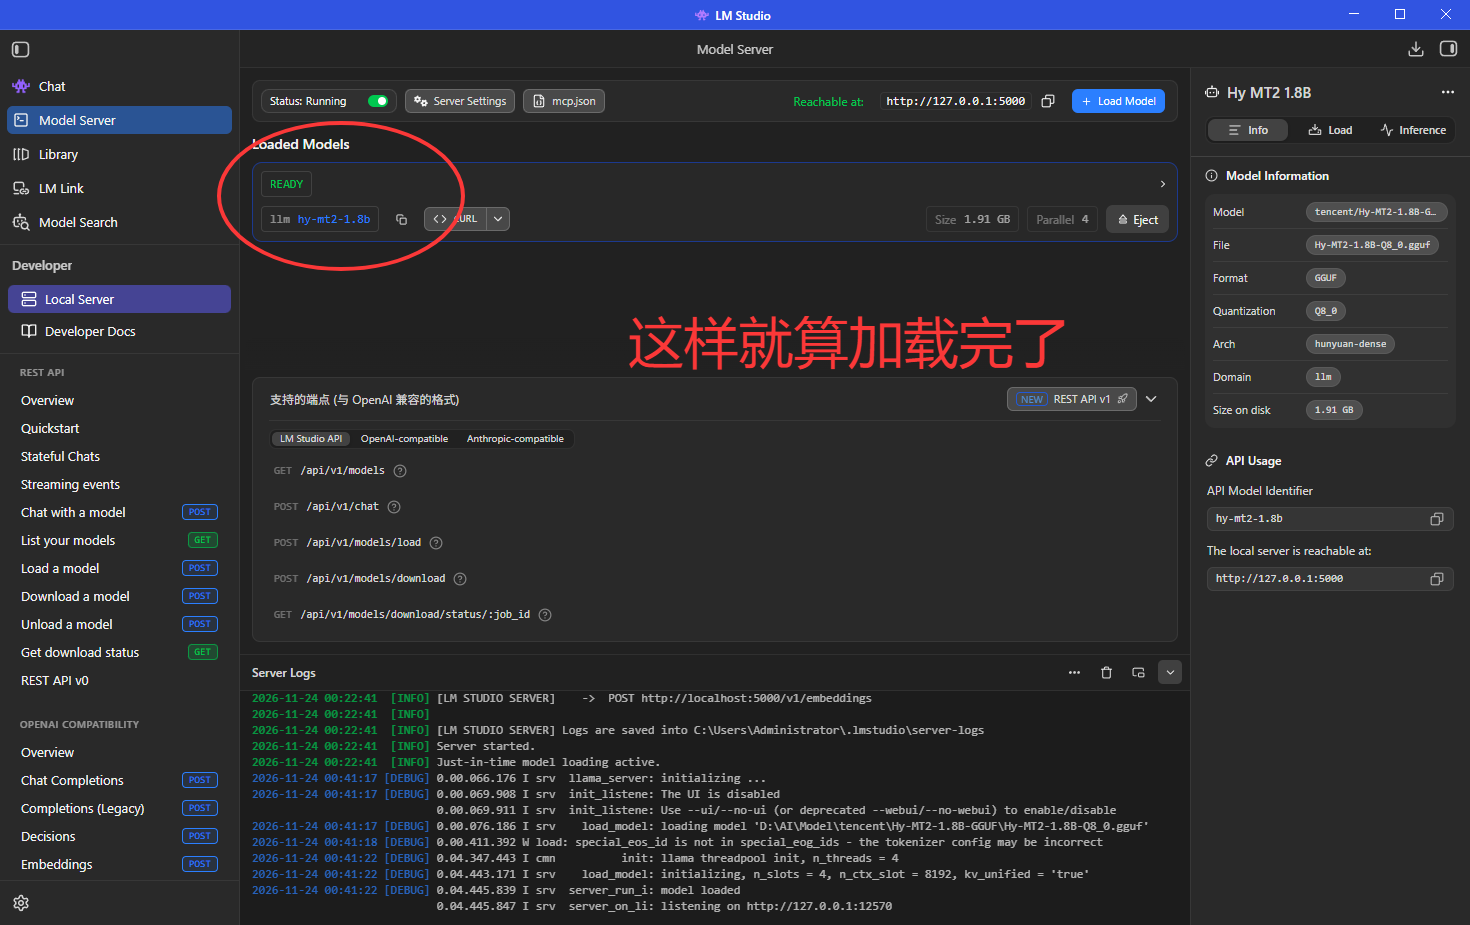 LM Studio
Model Server
Chat
Model Server
Library
LM Link
Model Search
Developer
Local Server
Developer Docs
REST API
Overview
Quickstart
Stateful Chats
Streaming events
Chat with a model POST
List your models GET
Load a model POST
Download a model POST
Unload a model POST
Get download status GET
REST API v0
OPENAI COMPATIBILITY
Overview
Chat Completions POST
Completions (Legacy) POST
Decisions POST
Embeddings POST
Status: Running Server Settings mcp.json Reachable at: http://127.0.0.1:5000 + Load Model
Loaded Models
READY
llm hy-mt2-1.8b <> cURL Size 1.91 GB Parallel 4 Eject
这样就算加载完了
支持的端点 (与 OpenAI 兼容的格式) NEW REST API v1
LM Studio API OpenAI-compatible Anthropic-compatible
GET /api/v1/models
POST /api/v1/chat
POST /api/v1/models/load
POST /api/v1/models/download
GET /api/v1/models/download/status/:job_id
Server Logs
2026-11-24 00:22:41 [INFO] [LM STUDIO SERVER] -> POST http://localhost:5000/v1/embeddings
2026-11-24 00:22:41 [INFO]
2026-11-24 00:22:41 [INFO] [LM STUDIO SERVER] Logs are saved into C:\Users\Administrator\.lmstudio\server-logs
2026-11-24 00:22:41 [INFO] Server started.
2026-11-24 00:22:41 [INFO] Just-in-time model loading active.
2026-11-24 00:41:17 [DEBUG] 0.00.066.176 I srv llama_server: initializing ...
2026-11-24 00:41:17 [DEBUG] 0.00.069.908 I srv init_listene: The UI is disabled
0.00.069.911 I srv init_listene: Use --ui/--no-ui (or deprecated --webui/--no-webui) to enable/disable
2026-11-24 00:41:17 [DEBUG] 0.00.076.186 I srv load_model: loading model 'D:\AI\Model\tencent\Hy-MT2-1.8B-GGUF\Hy-MT2-1.8B-Q8_0.gguf'
2026-11-24 00:41:18 [DEBUG] 0.00.411.392 W load: special_eos_id is not in special_eog_ids - the tokenizer config may be incorrect
2026-11-24 00:41:22 [DEBUG] 0.04.347.443 I cmn init: llama threadpool init, n_threads = 4
2026-11-24 00:41:22 [DEBUG] 0.04.443.171 I srv load_model: initializing, n_slots = 4, n_ctx_slot = 8192, kv_unified = 'true'
2026-11-24 00:41:22 [DEBUG] 0.04.445.839 I srv server_run_i: model loaded
0.04.445.847 I srv server_on_li: listening on http://127.0.0.1:12570
Hy MT2 1.8B
Info Load Inference
Model Information
Model tencent/Hy-MT2-1.8B-G…
File Hy-MT2-1.8B-Q8_0.gguf
Format GGUF
Quantization Q8_0
Arch hunyuan-dense
Domain llm
Size on disk 1.91 GB
API Usage
API Model Identifier
hy-mt2-1.8b
The local server is reachable at:
http://127.0.0.1:5000